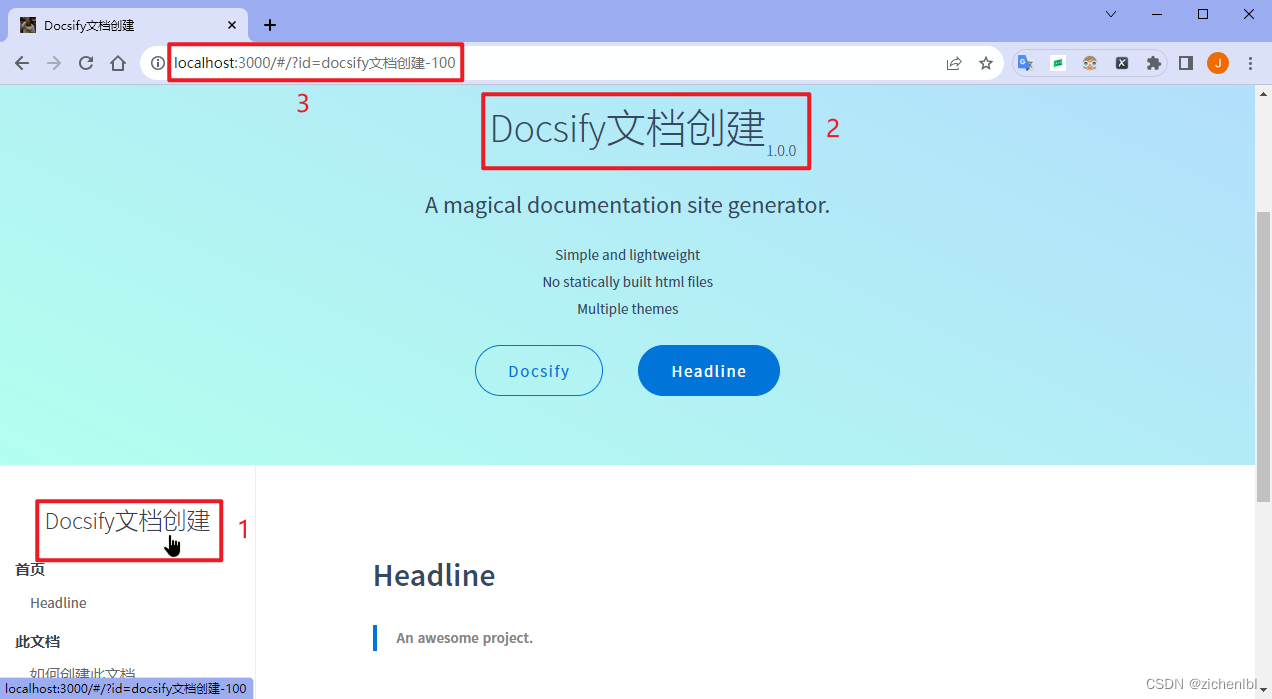 Docsify文档创建
localhost:3000/#/?id=docsify文档创建-100
J
3
Docsify文档创建1.0.0
2
A magical documentation site generator.
Simple and lightweight
No statically built html files
Multiple themes
Docsify
Headline
Docsify文档创建
1
首页
Headline
此文档
如何创建此文档
Headline
An awesome project.
localhost:3000/#/?id=docsify文档创建-100
CSDN @zichenlbl